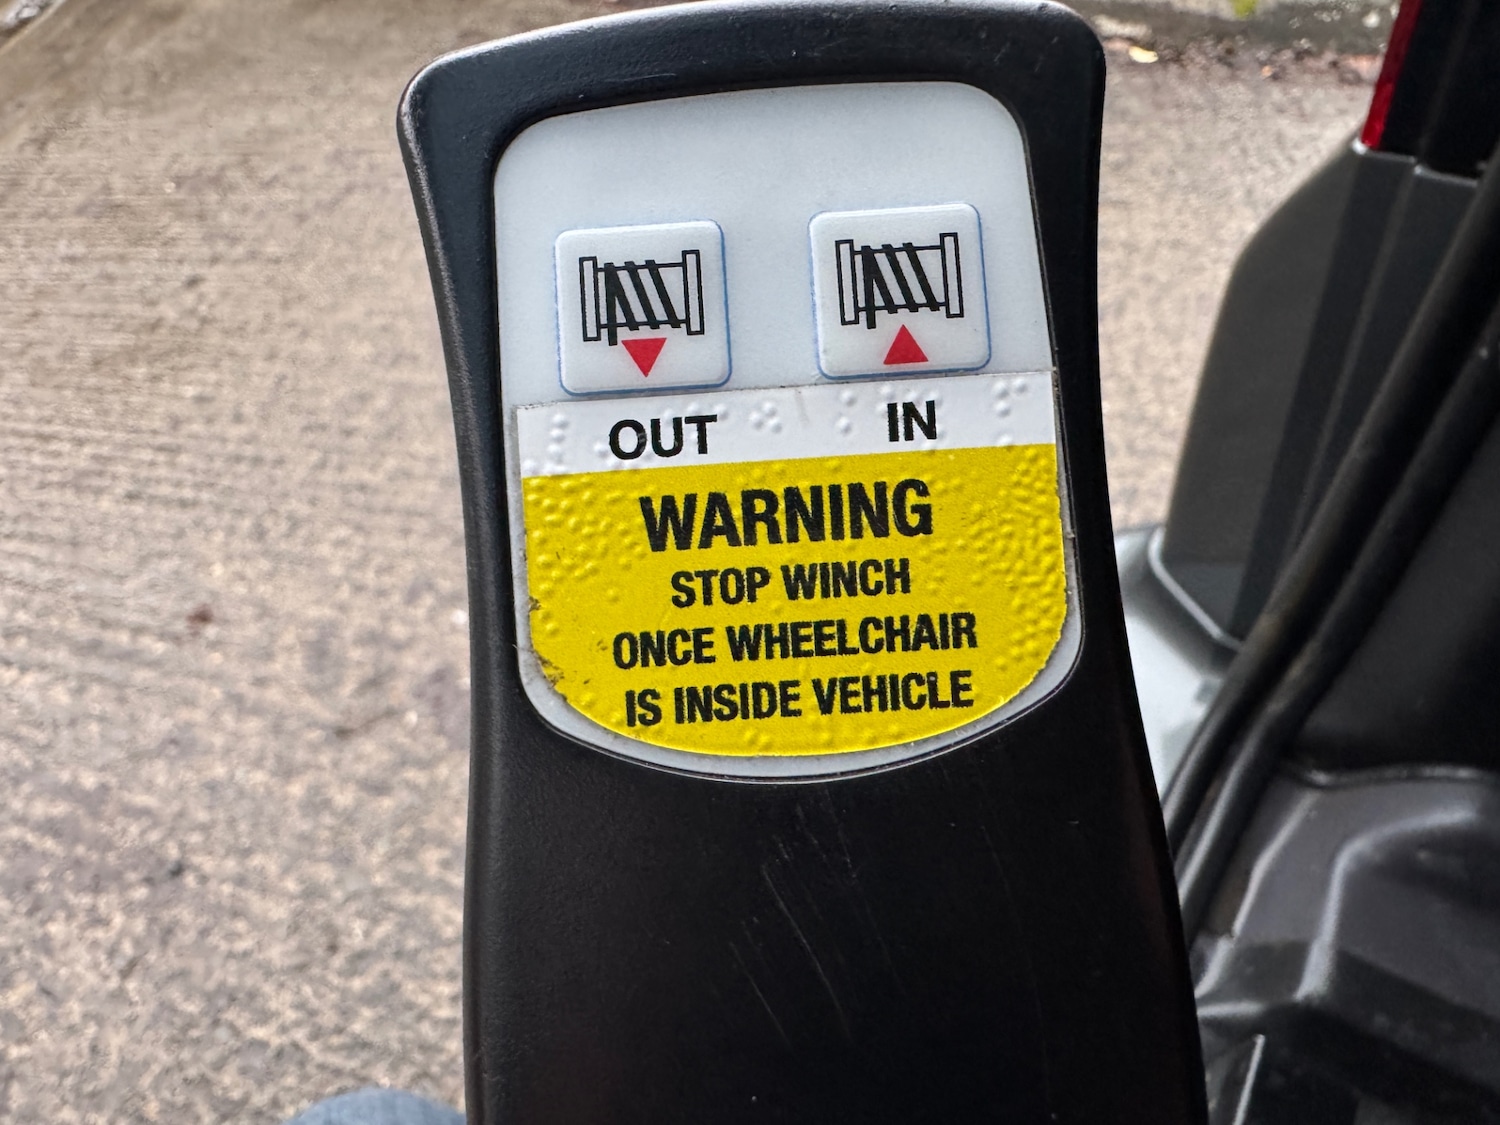 OUT IN
WARNING
STOP WINCH
ONCE WHEELCHAIR
IS INSIDE VEHICLE